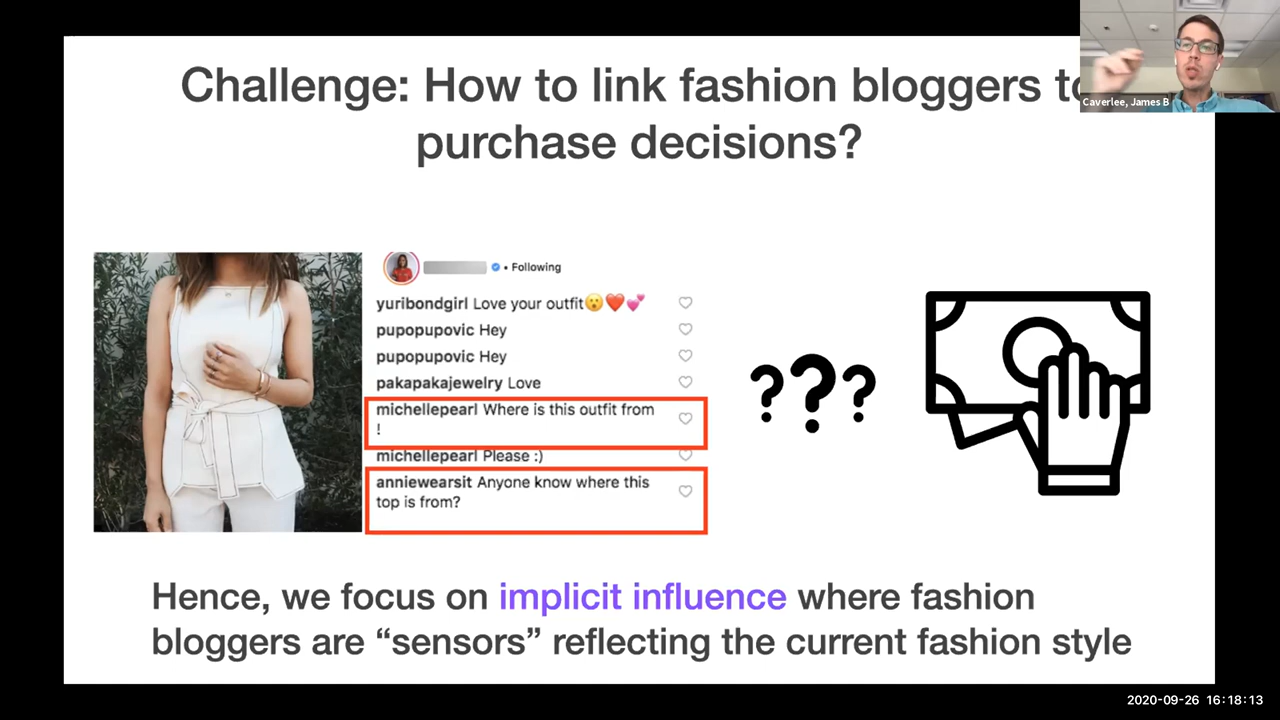 Challenge: How to link fashion bloggers to
purchase decisions?
Caverlee, James B
• Following
yuribondgirl Love your outfit😮❤️💕
pupopupovic Hey
pupopupovic Hey
pakapakajewelry Love
michellepearl Where is this outfit from
!
michellepearl Please :)
anniewearsit Anyone know where this
top is from?
???
Hence, we focus on implicit influence where fashion
bloggers are “sensors” reflecting the current fashion style
2020-09-26 16:18:13